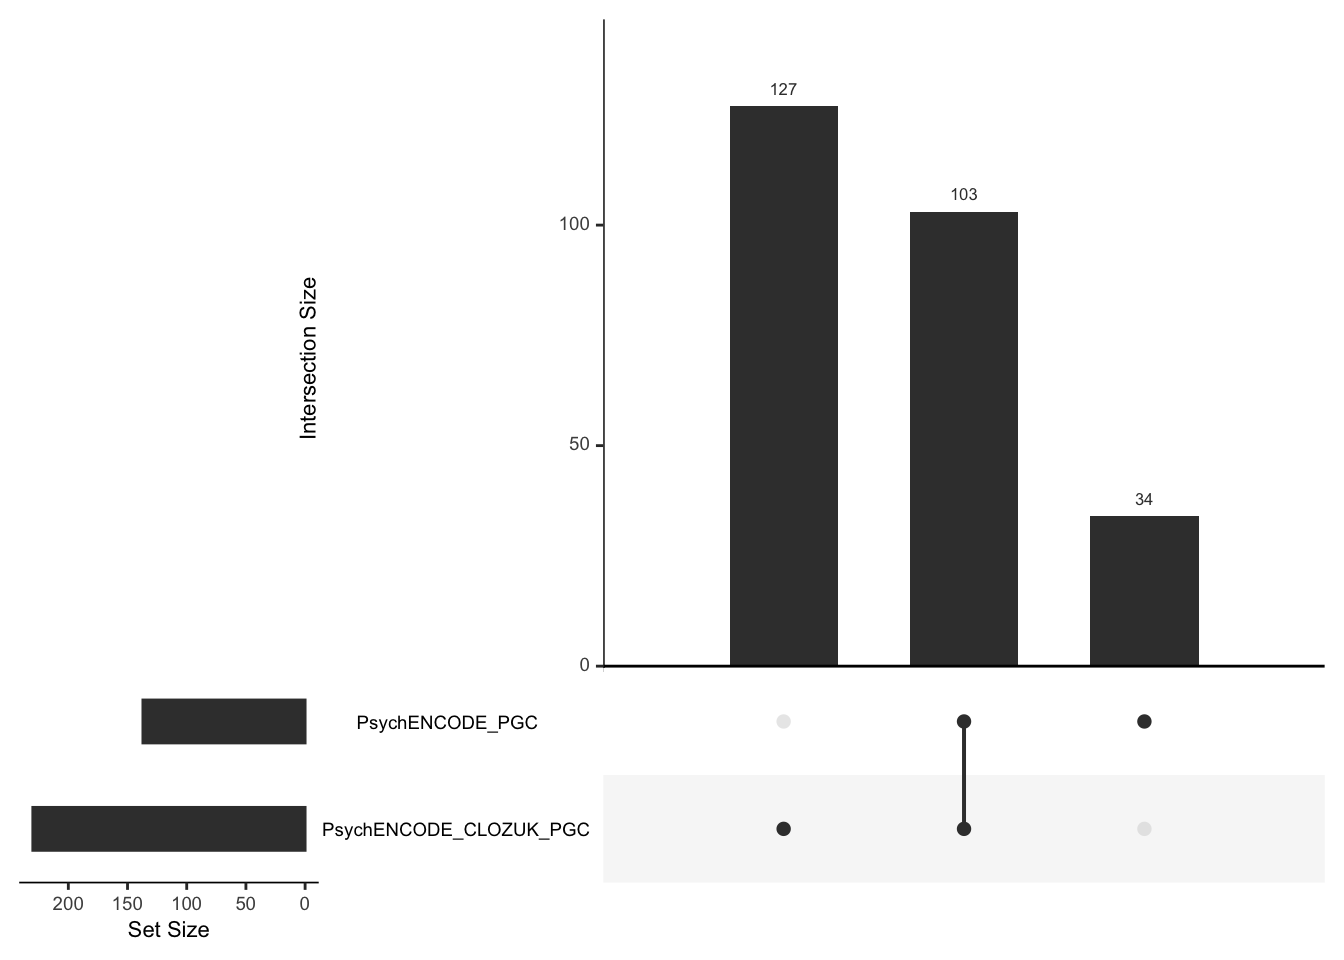 127
103
34
100
50
0
Intersection Size
PsychENCODE_PGC
PsychENCODE_CLOZUK_PGC
200 150 100 50 0
Set Size